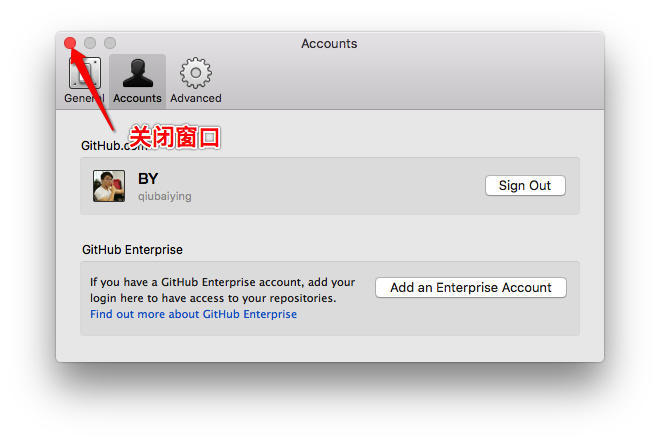 Accounts
General Accounts Advanced
关闭窗口
GitHub.com
BY
qiubaiying
Sign Out
GitHub Enterprise
If you have a GitHub Enterprise account, add your
login here to have access to your repositories.
Find out more about GitHub Enterprise
Add an Enterprise Account